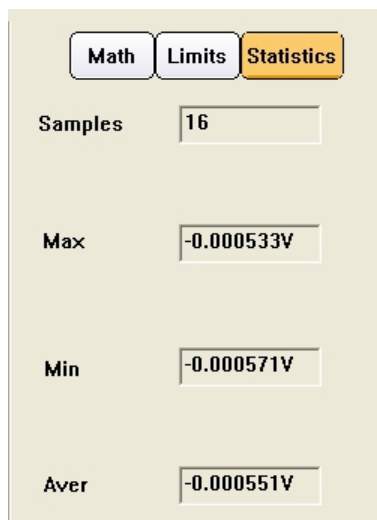 Math Limits Statistics
Samples 16
Max -0.000533V
Min -0.000571V
Aver -0.000551V